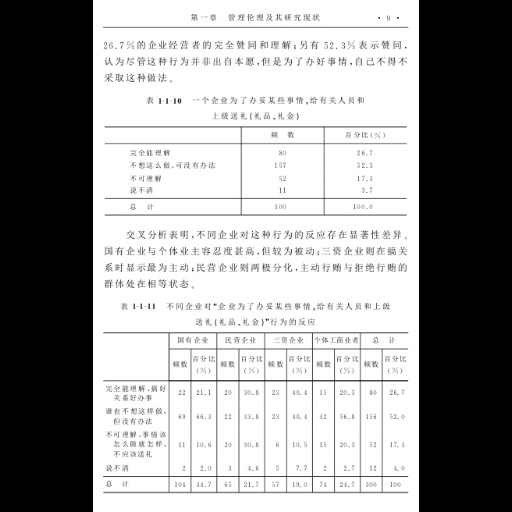 第一章 管理伦理及其研究现状 · 9 ·
26.7%的企业经营者的完全赞同和理解;另有 52.3%表示赞同,
认为尽管这种行为并非出自本愿,但是为了办好事情,自己不得不
采取这种做法。
表 1-1-10 一个企业为了办妥某些事情,给有关人员和
上级送礼(礼品、礼金)
频 数 百分比(%)
完全能理解 80 26.7
不想这么做,可没有办法 157 52.3
不可理解 52 17.3
说不清 11 3.7
总 计 300 100.0
交叉分析表明,不同企业对这种行为的反应存在显著性差异。
国有企业与个体业主容忍度甚高,但较为被动;三资企业则在搞关
系时显示最为主动;民营企业则两极分化,主动行贿与拒绝行贿的
群体处在相等状态。
表 1-1-11 不同企业对“企业为了办妥某些事情,给有关人员和上级
送礼(礼品、礼金)”行为的反应
国有企业 民营企业 三资企业 个体工商业者 总 计
频数 百分比(%) 频数 百分比(%) 频数 百分比(%) 频数 百分比(%) 频数 百分比(%)
完全能理解,搞好
关系好办事 22 21.1 20 30.8 23 40.4 15 20.3 80 26.7
谁也不想这样做,
但没有办法 69 66.3 22 33.8 23 40.4 42 56.8 156 52.0
不可理解,事情该
怎么做就怎样,
不应该送礼 11 10.6 20 30.8 6 10.5 15 20.3 52 17.3
说不清 2 2.0 3 4.6 5 7.7 2 2.7 12 4.0
总 计 104 34.7 65 21.7 57 19.0 74 24.7 300 100